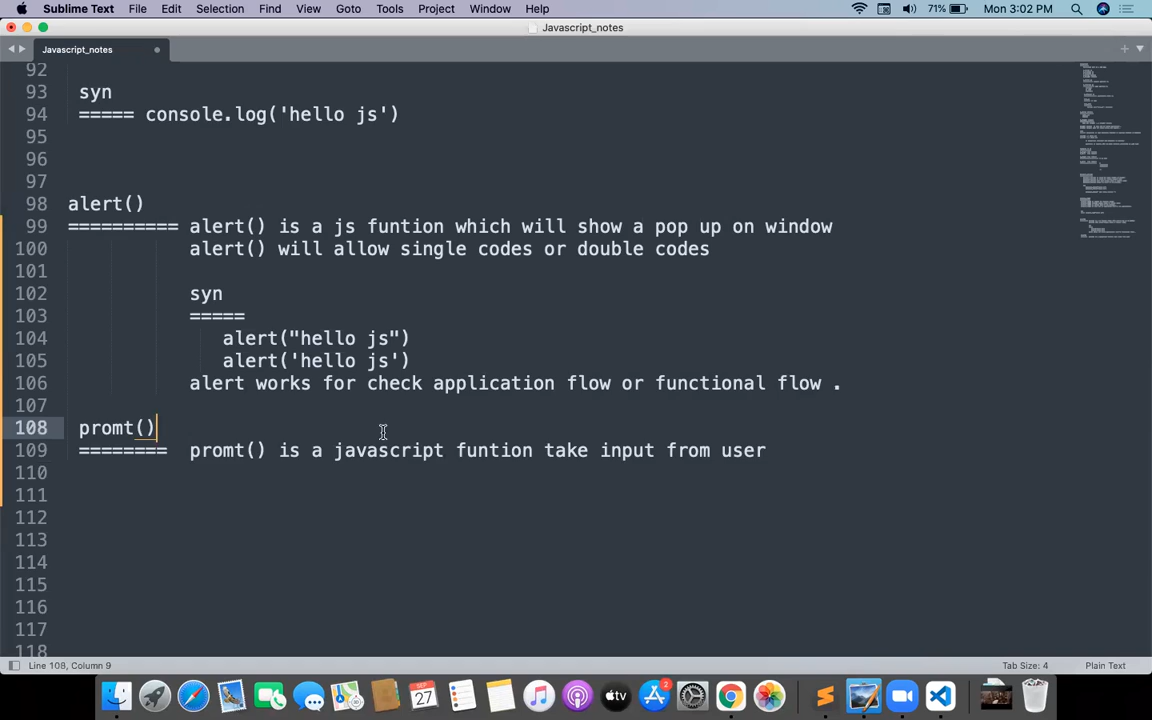 Sublime Text File Edit Selection Find View Goto Tools Project Window Help 71% Mon 3:02 PM
Javascript_notes
Javascript_notes
92
93 syn
94 ===== console.log('hello js')
95
96
97
98 alert()
99 ========== alert() is a js funtion which will show a pop up on window
100 alert() will allow single codes or double codes
101
102 syn
103 =====
104 alert("hello js")
105 alert('hello js')
106 alert works for check application flow or functional flow .
107
108 promt()
109 ======== promt() is a javascript funtion take input from user
110
111
112
113
114
115
116
117
118
Line 108, Column 9 Tab Size: 4 Plain Text
SEP 27 tv 2